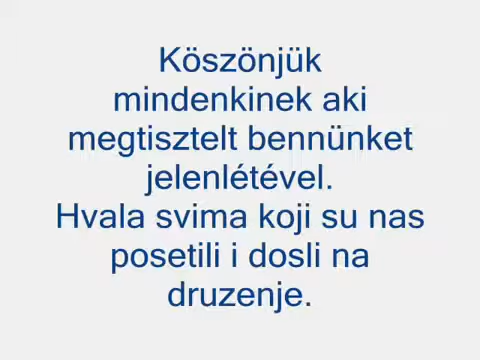 Köszönjük
mindenkinek aki
megtisztelt bennünket
jelenlétével.
Hvala svima koji su nas
posetili i dosli na
druzenje.